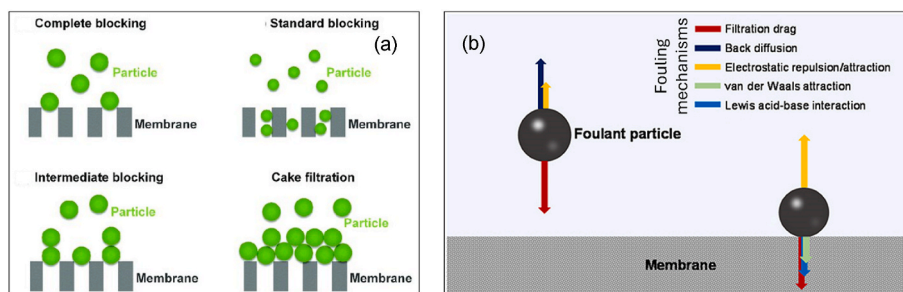 Complete blocking
Standard blocking
(a)
Particle
Particle
Membrane
Membrane
Intermediate blocking
Cake filtration
Particle
Particle
Membrane
Membrane
(b)
Fouling
mechanisms
Filtration drag
Back diffusion
Electrostatic repulsion/attraction
van der Waals attraction
Lewis acid-base interaction
Foulant particle
Membrane